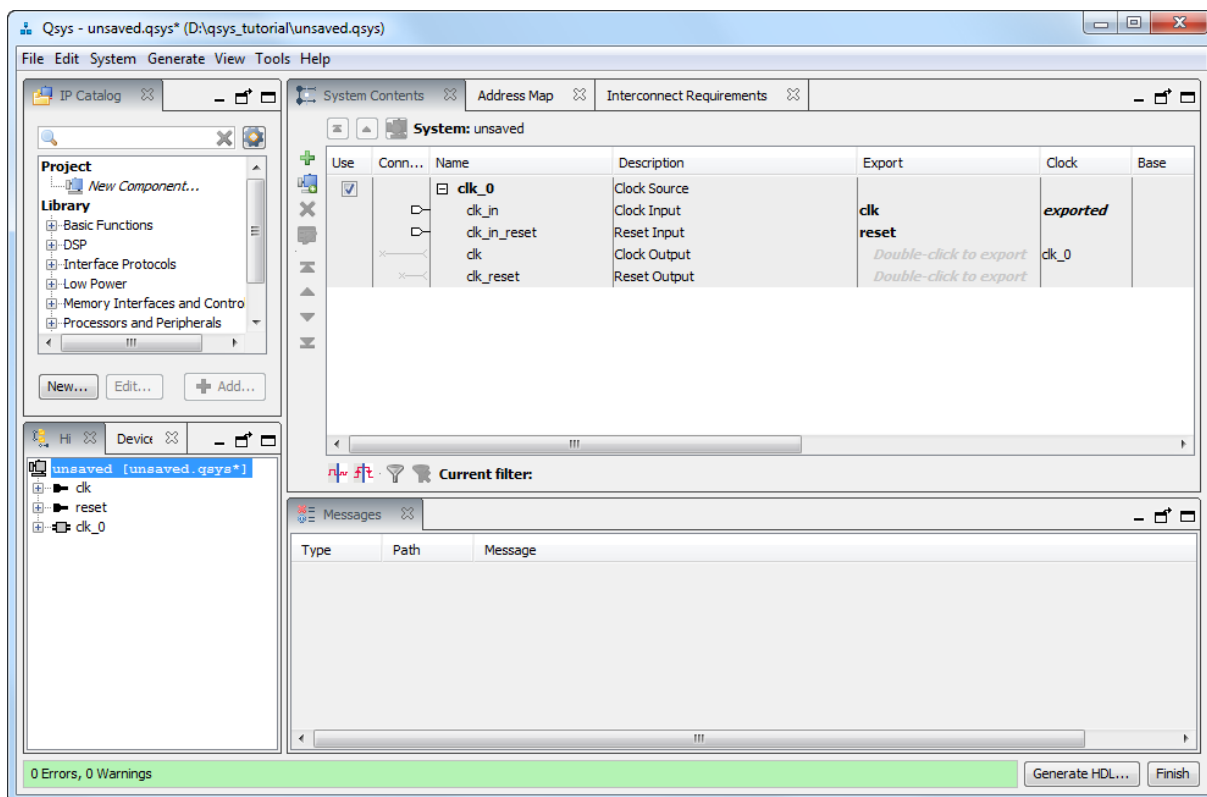 Qsys - unsaved.qsys* (D:\qsys_tutorial\unsaved.qsys)
File Edit System Generate View Tools Help
IP Catalog
Project
New Component...
Library
Basic Functions
DSP
Interface Protocols
Low Power
Memory Interfaces and Contro
Processors and Peripherals
New... Edit... Add...
System Contents Address Map Interconnect Requirements
System: unsaved
Use Conn... Name Description Export Clock Base
clk_0 Clock Source
clk_in Clock Input clk exported
clk_in_reset Reset Input reset
clk Clock Output Double-click to export clk_0
clk_reset Reset Output Double-click to export
Current filter:
Hi Device
unsaved [unsaved.qsys*]
clk
reset
clk_0
Messages
Type Path Message
0 Errors, 0 Warnings
Generate HDL... Finish